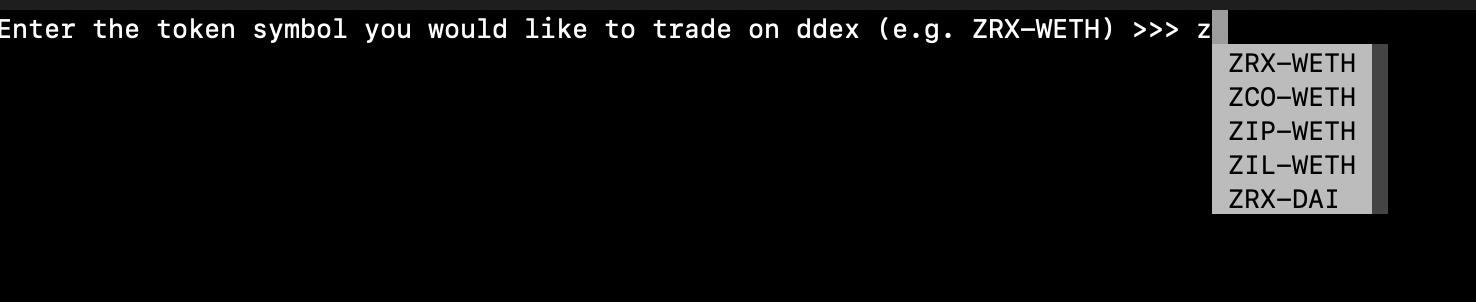 Enter the token symbol you would like to trade on ddex (e.g. ZRX-WETH) >>> z
ZRX-WETH
ZCO-WETH
ZIP-WETH
ZIL-WETH
ZRX-DAI